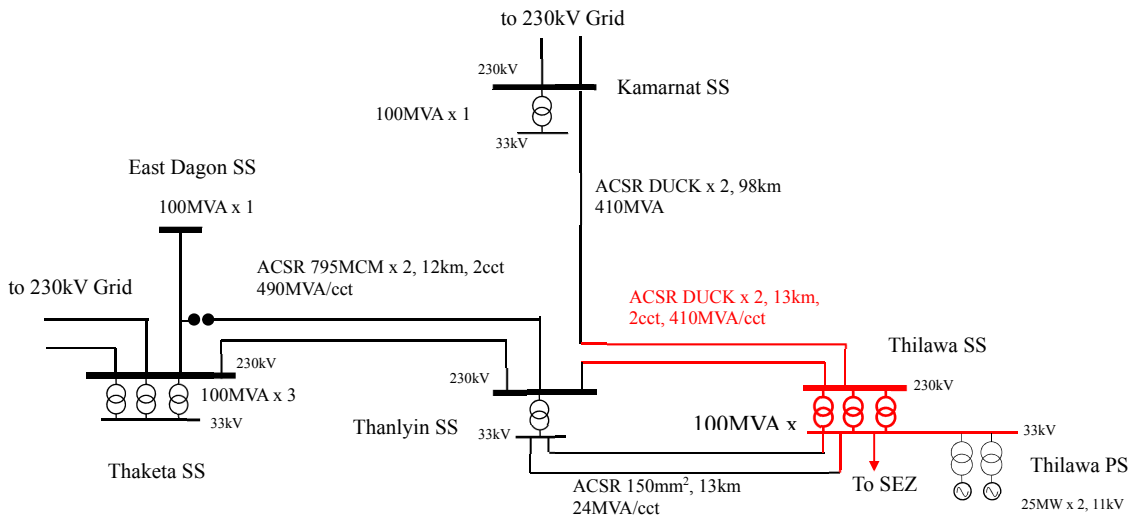 to 230kV Grid
230kV
Kamarnat SS
100MVA x 1
33kV
East Dagon SS
ACSR DUCK x 2, 98km
410MVA
100MVA x 1
ACSR 795MCM x 2, 12km, 2cct
490MVA/cct
to 230kV Grid
ACSR DUCK x 2, 13km,
2cct, 410MVA/cct
Thilawa SS
230kV
230kV
230kV
100MVA x 3
33kV
Thanlyin SS
33kV
100MVA x
33kV
Thaketa SS
To SEZ
Thilawa PS
ACSR 150mm², 13km
24MVA/cct
25MW x 2, 11kV